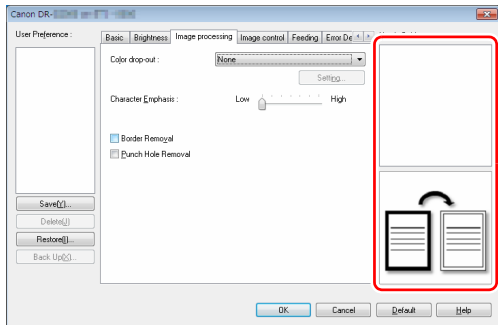 Canon DR-
User Preference :
Basic Brightness Image processing Image control Feeding Error De
Color drop-out : None
Setting...
Character Emphasis : Low High
Border Removal
Punch Hole Removal
Save(Y)...
Delete(J)
Restore(I)...
Back Up(X)...
OK Cancel Default Help